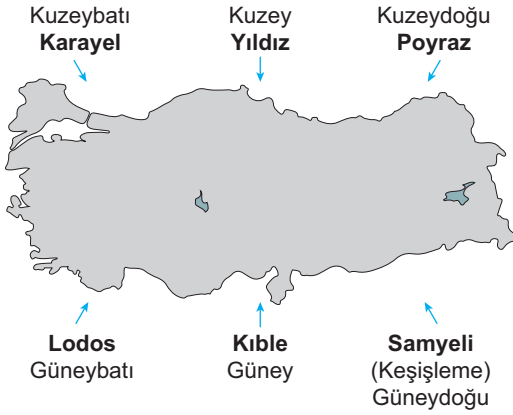 Kuzeybatı
Karayel
Kuzey
Yıldız
Kuzeydoğu
Poyraz
Lodos
Güneybatı
Kıble
Güney
Samyeli
(Keşişleme)
Güneydoğu